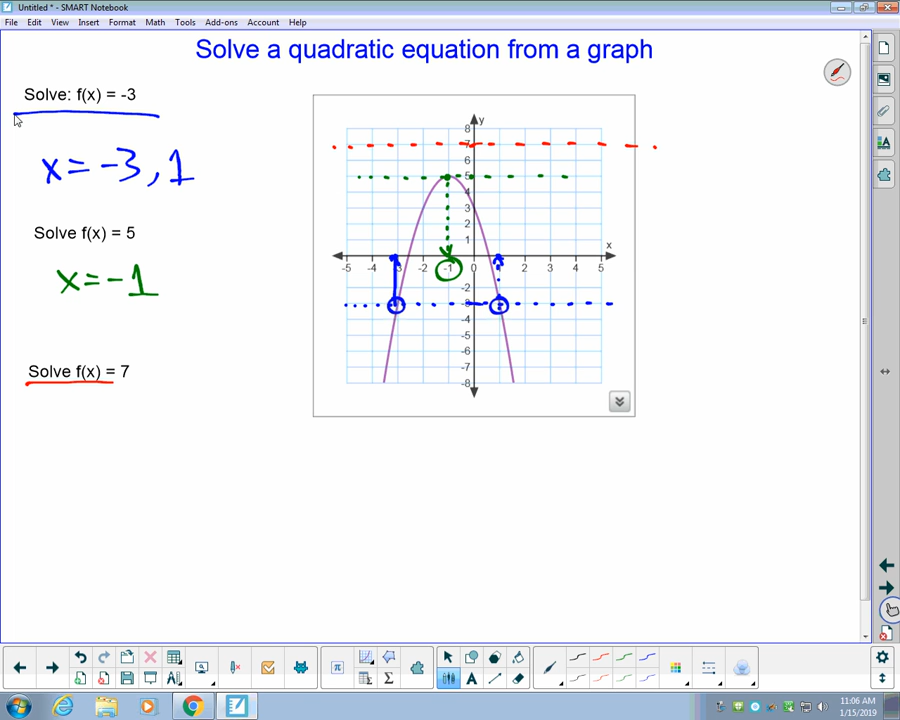 Untitled * - SMART Notebook
File Edit View Insert Format Math Tools Add-ons Account Help
Solve a quadratic equation from a graph
Solve: f(x) = -3
x = -3, 1
Solve f(x) = 5
x = -1
Solve f(x) = 7
y
8
7
6
5
4
3
2
1
x
-5 -4 -3 -2 -1 0 1 2 3 4 5
-2
-3
-4
-5
-6
-7
-8
11:06 AM
1/15/2019